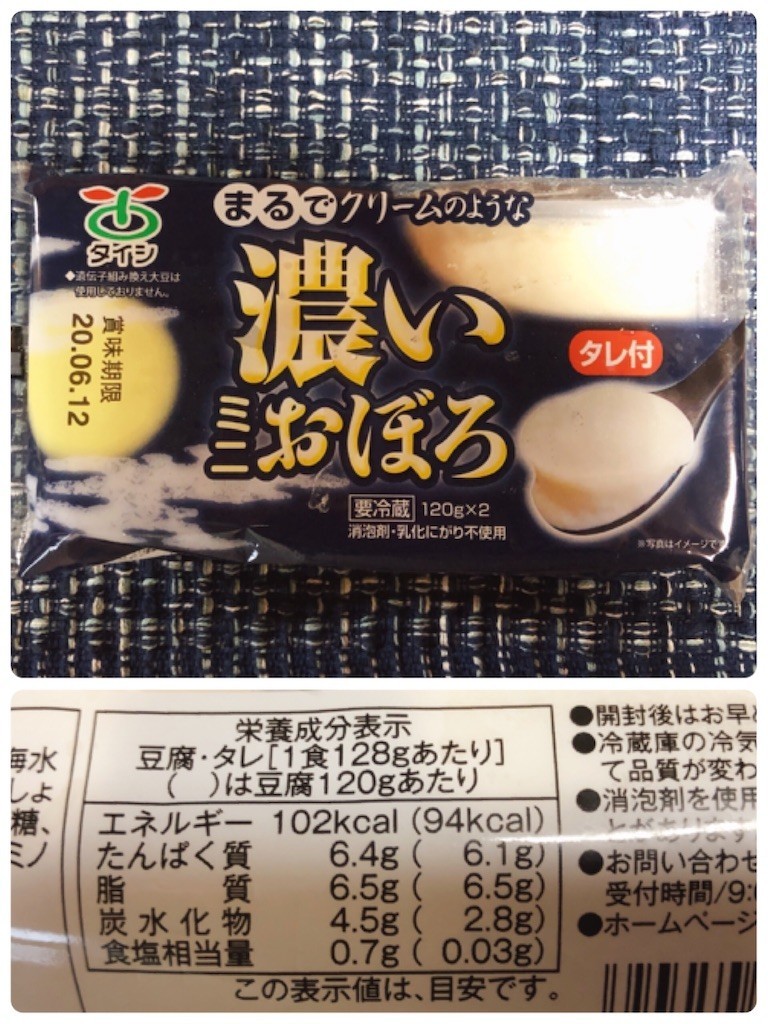 タイシ
◆遺伝子組み換え大豆は
使用しておりません。
賞味期限
20.06.12
まるでクリームのような
濃い
ミニおぼろ
タレ付
要冷蔵 120g×2
消泡剤・乳化にがり不使用
※写真はイメージです
栄養成分表示
豆腐・タレ[1食128gあたり]
( )は豆腐120gあたり
エネルギー 102kcal (94kcal)
たんぱく質 6.4g ( 6.1g)
脂質 6.5g ( 6.5g)
炭水化物 4.5g ( 2.8g)
食塩相当量 0.7g ( 0.03g)
この表示値は、目安です。
海水
しょ
糖、
ミノ
●開封後はお早
●冷蔵庫の冷気
て品質が変わ
●消泡剤を使用
とがあります
●お問い合わせ
受付時間/9:
●ホームページ